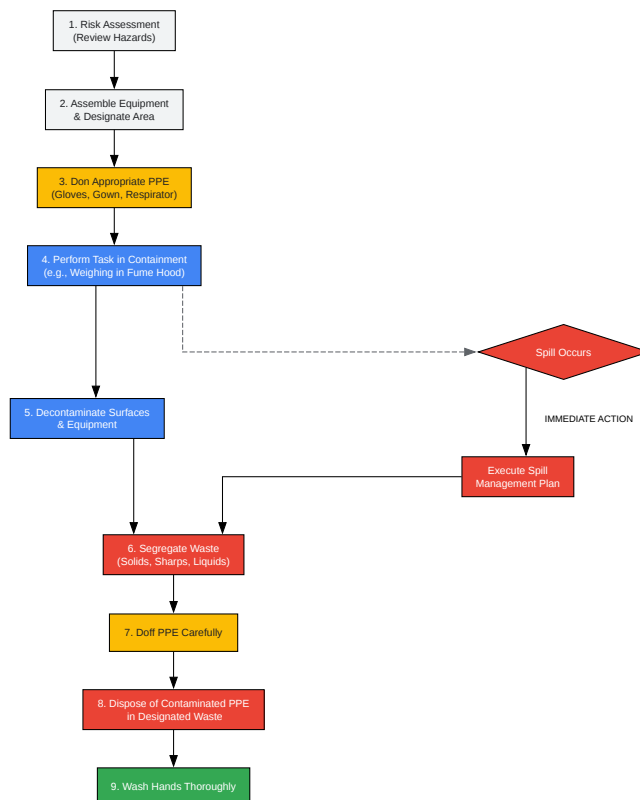 1. Risk Assessment
(Review Hazards)
2. Assemble Equipment
& Designate Area
3. Don Appropriate PPE
(Gloves, Gown, Respirator)
4. Perform Task in Containment
(e.g., Weighing in Fume Hood)
Spill Occurs
5. Decontaminate Surfaces
& Equipment
IMMEDIATE ACTION
Execute Spill
Management Plan
6. Segregate Waste
(Solids, Sharps, Liquids)
7. Doff PPE Carefully
8. Dispose of Contaminated PPE
in Designated Waste
9. Wash Hands Thoroughly